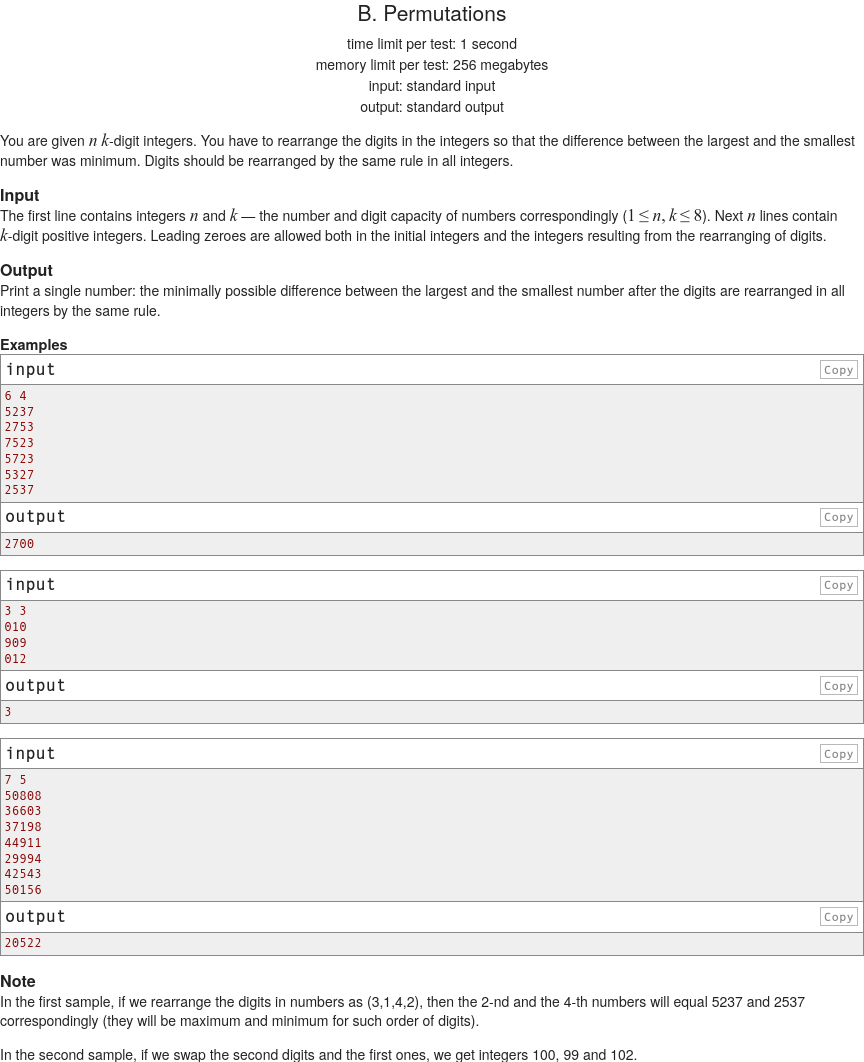 B. Permutations
time limit per test: 1 second
memory limit per test: 256 megabytes
input: standard input
output: standard output
You are given n k-digit integers. You have to rearrange the digits in the integers so that the difference between the largest and the smallest
number was minimum. Digits should be rearranged by the same rule in all integers.
Input
The first line contains integers n and k — the number and digit capacity of numbers correspondingly (1 ≤ n, k ≤ 8). Next n lines contain
k-digit positive integers. Leading zeroes are allowed both in the initial integers and the integers resulting from the rearranging of digits.
Output
Print a single number: the minimally possible difference between the largest and the smallest number after the digits are rearranged in all
integers by the same rule.
Examples
input Copy
6 4
5237
2753
7523
5723
5327
2537
output Copy
2700
input Copy
3 3
010
909
012
output Copy
3
input Copy
7 5
50808
36603
37198
44911
29994
42543
50156
output Copy
20522
Note
In the first sample, if we rearrange the digits in numbers as (3,1,4,2), then the 2-nd and the 4-th numbers will equal 5237 and 2537
correspondingly (they will be maximum and minimum for such order of digits).
In the second sample, if we swap the second digits and the first ones, we get integers 100, 99 and 102.